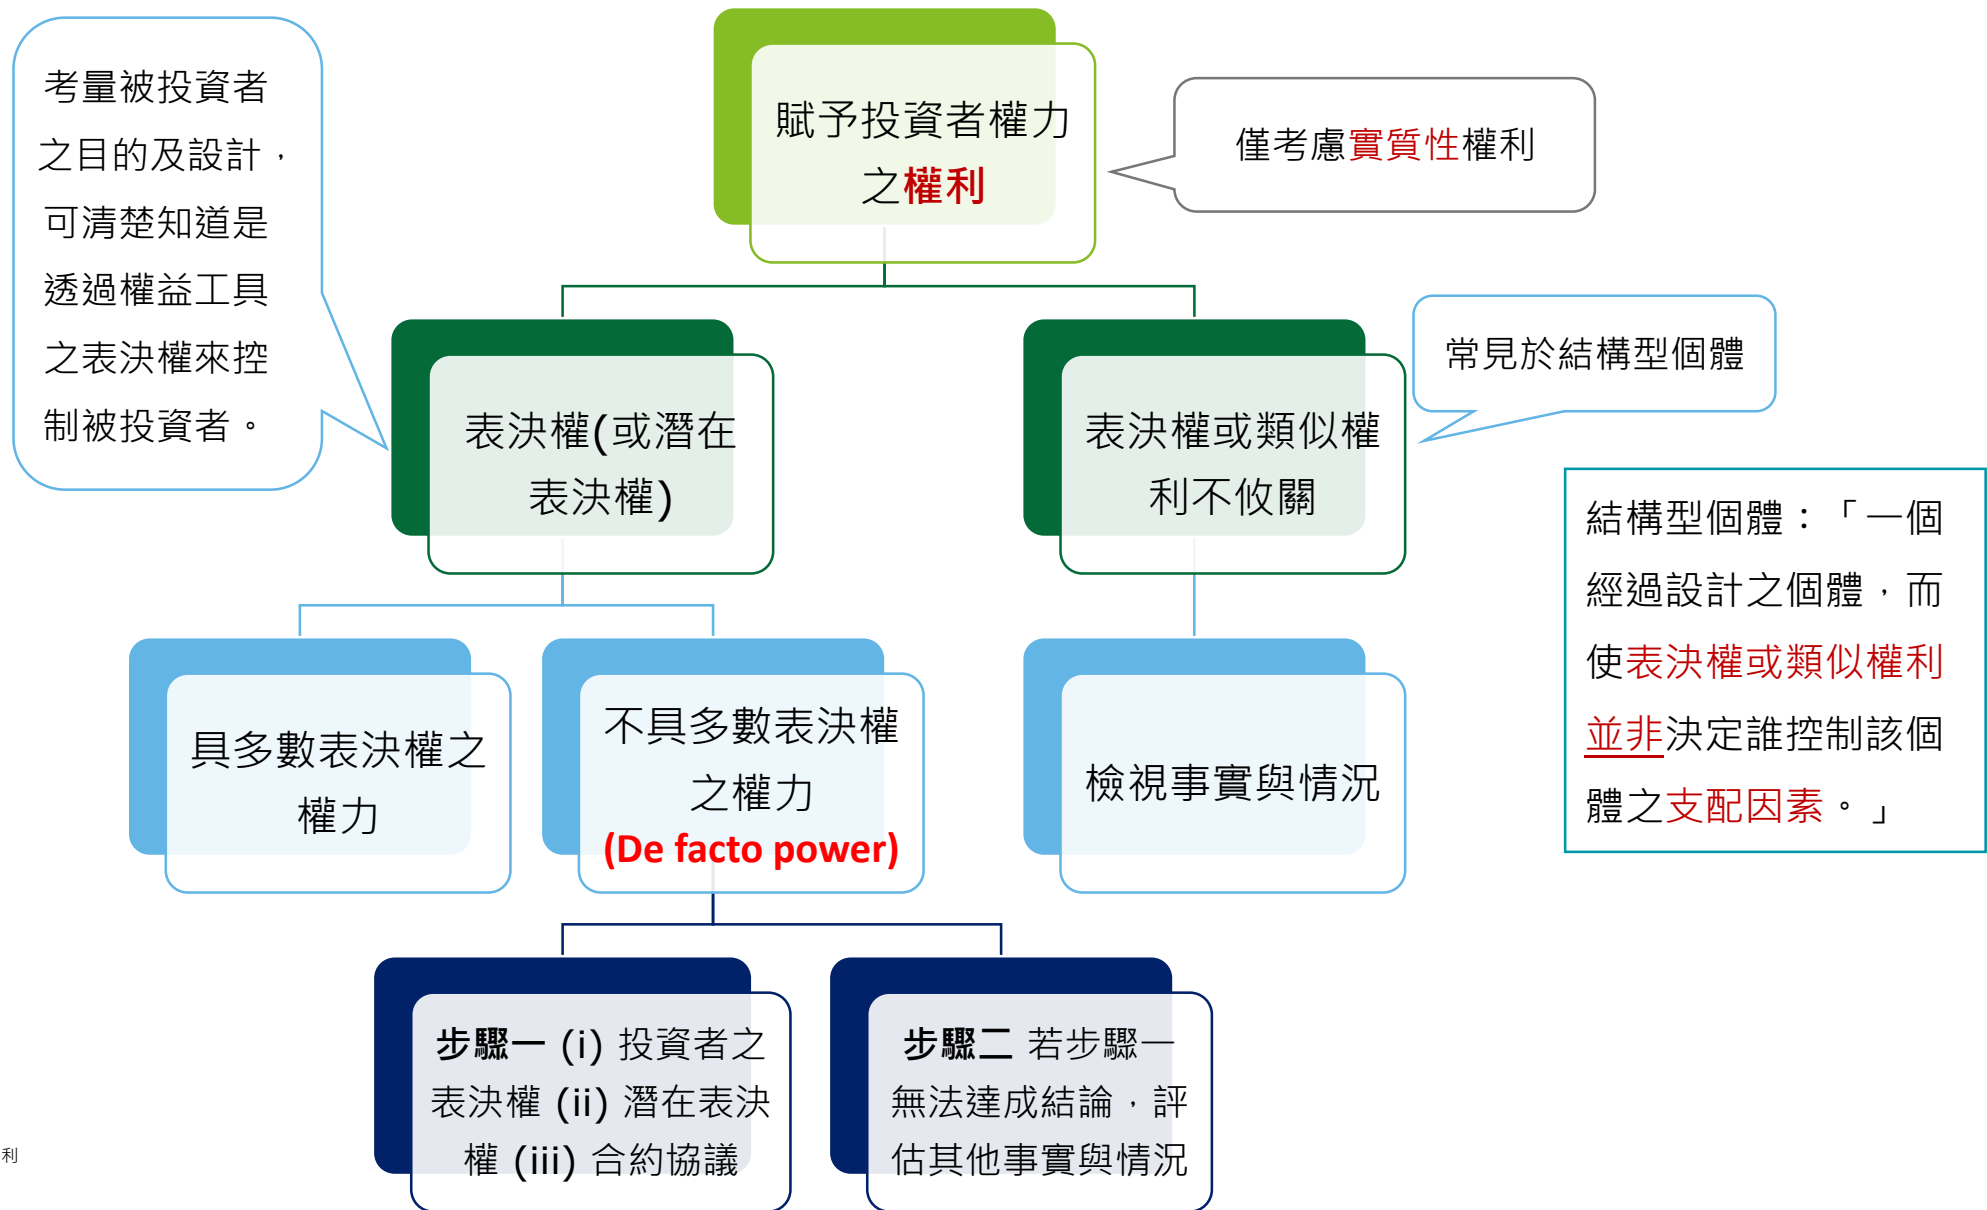 考量被投資者
之目的及設計，
可清楚知道是
透過權益工具
之表決權來控
制被投資者。
賦予投資者權力
之權利
僅考慮實質性權利
表決權(或潛在
表決權)
表決權或類似權
利不攸關
常見於結構型個體
結構型個體：「一個
經過設計之個體，而
使表決權或類似權利
並非決定誰控制該個
體之支配因素。」
具多數表決權之
權力
不具多數表決權
之權力
(De facto power)
檢視事實與情況
步驟一 (i) 投資者之
表決權 (ii) 潛在表決
權 (iii) 合約協議
步驟二 若步驟一
無法達成結論，評
估其他事實與情況
利